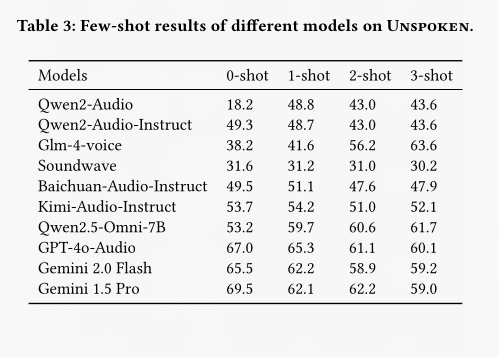 Table 3: Few-shot results of different models on Unspoken.
Models 0-shot 1-shot 2-shot 3-shot
Qwen2-Audio 18.2 48.8 43.0 43.6
Qwen2-Audio-Instruct 49.3 48.7 43.0 43.6
Glm-4-voice 38.2 41.6 56.2 63.6
Soundwave 31.6 31.2 31.0 30.2
Baichuan-Audio-Instruct 49.5 51.1 47.6 47.9
Kimi-Audio-Instruct 53.7 54.2 51.0 52.1
Qwen2.5-Omni-7B 53.2 59.7 60.6 61.7
GPT-4o-Audio 67.0 65.3 61.1 60.1
Gemini 2.0 Flash 65.5 62.2 58.9 59.2
Gemini 1.5 Pro 69.5 62.1 62.2 59.0